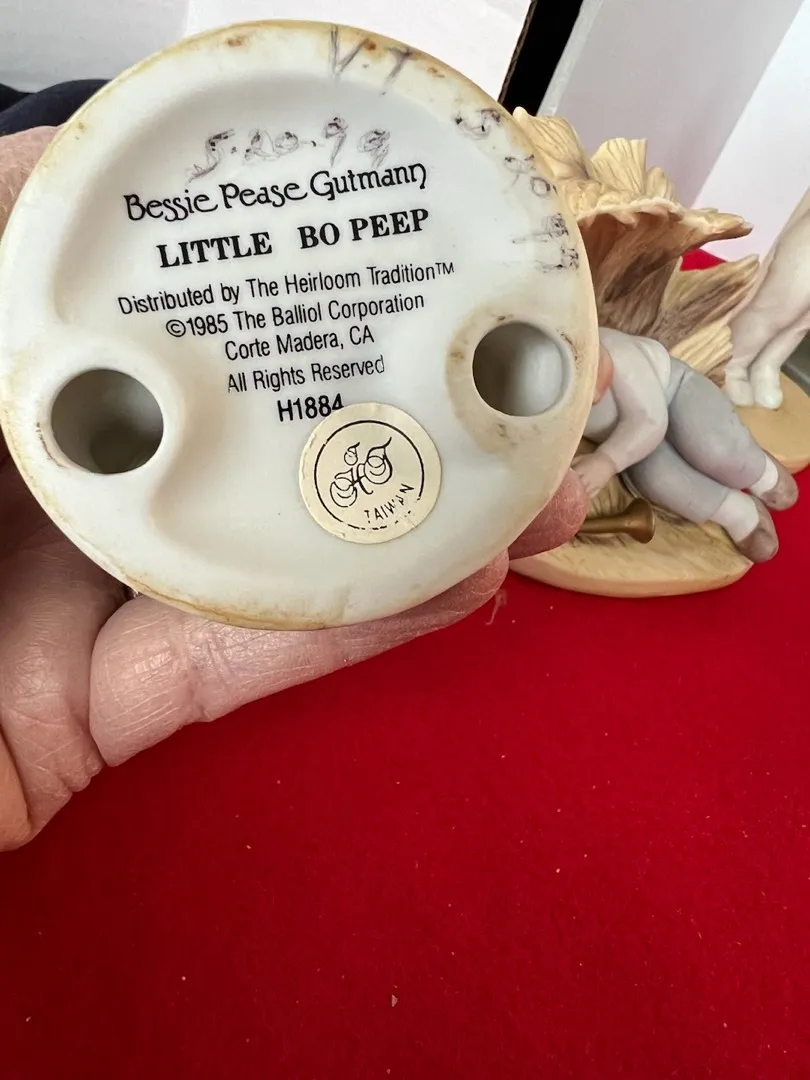 V.T
5.20.99
Bessie Pease Gutmann
LITTLE BO PEEP
Distributed by The Heirloom Tradition™
©1985 The Balliol Corporation
Corte Madera, CA
All Rights Reserved
H1884
HT
TAIWAN